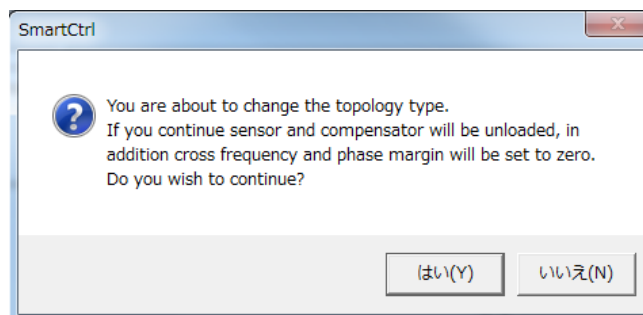 SmartCtrl
You are about to change the topology type.
If you continue sensor and compensator will be unloaded, in
addition cross frequency and phase margin will be set to zero.
Do you wish to continue?
はい(Y)
いいえ(N)